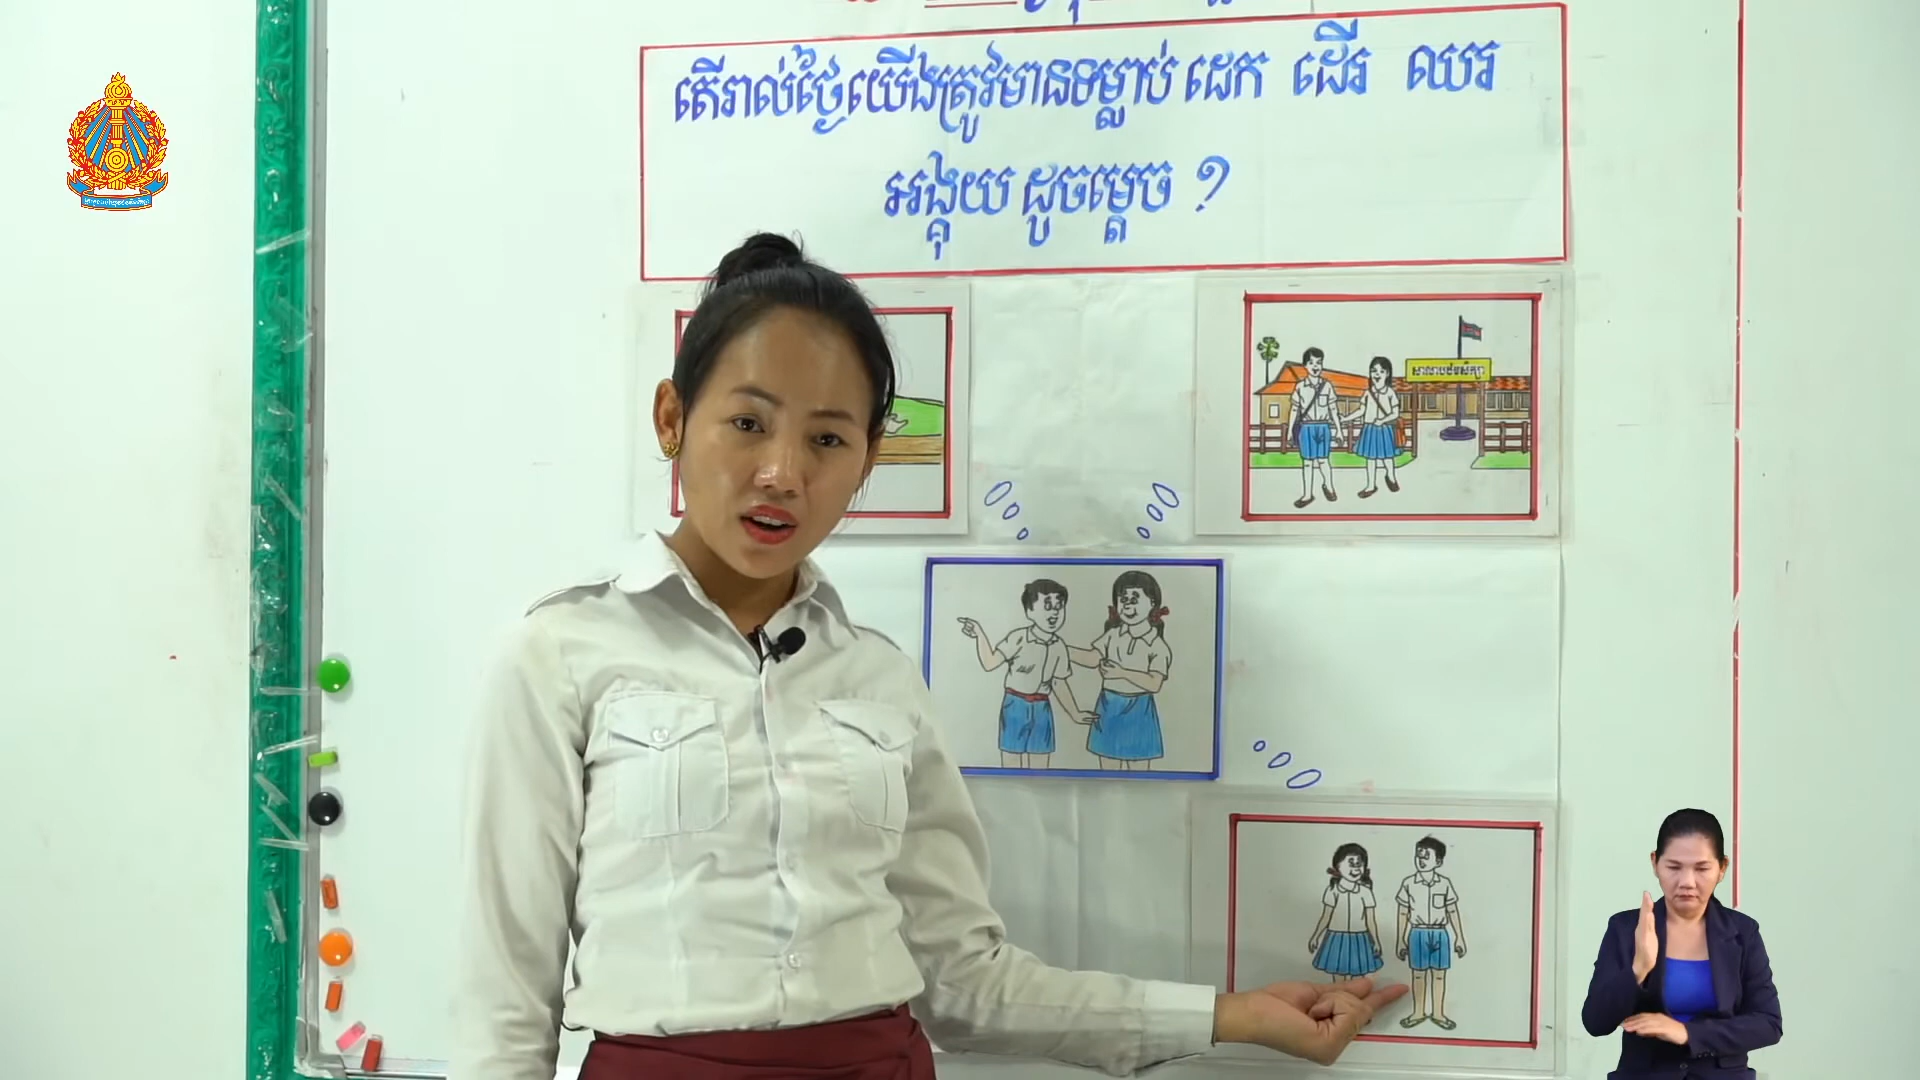 តើរាល់ថ្ងៃយើងត្រូវមានទម្លាប់ ដេក ដើរ ឈរ
អង្គុយ ដូចម្តេច ?